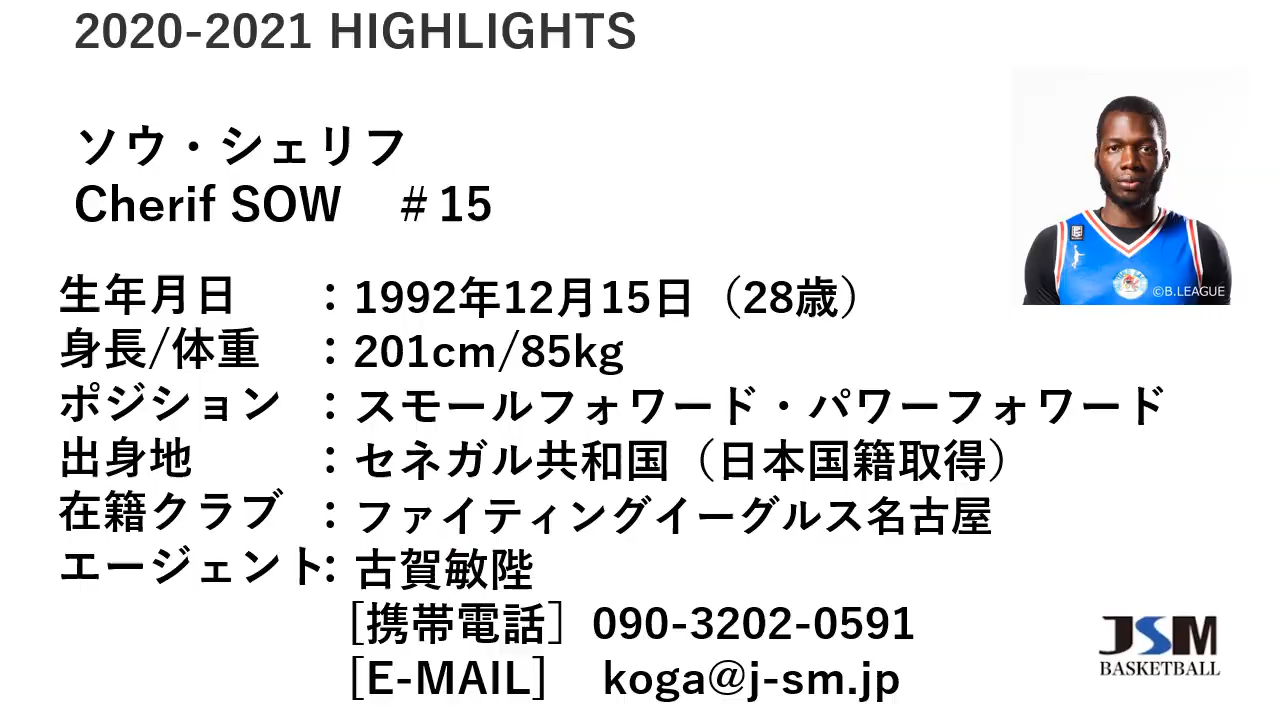 2020-2021 HIGHLIGHTS
ソウ・シェリフ
Cherif SOW　＃15
生年月日　：1992年12月15日（28歳）
身長/体重　：201cm/85kg
ポジション　：スモールフォワード・パワーフォワード
出身地　：セネガル共和国（日本国籍取得）
在籍クラブ　：ファイティングイーグルス名古屋
エージェント：古賀敏陛
［携帯電話］090-3202-0591
［E-MAIL］　koga@j-sm.jp
©B.LEAGUE
JSM
BASKETBALL